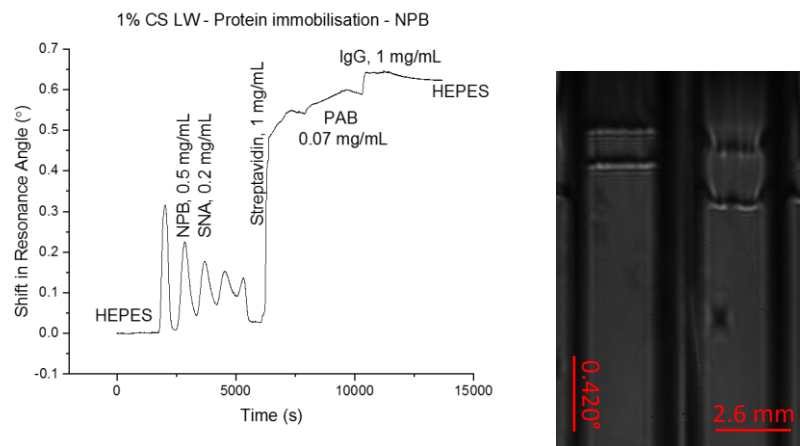 1% CS LW - Protein immobilisation - NPB
Shift in Resonance Angle (°)
0.7
0.6
0.5
0.4
0.3
0.2
0.1
0.0
-0.1
HEPES
NPB, 0.5 mg/mL
SNA, 0.2 mg/mL
Streptavidin, 1 mg/mL
PAB
0.07 mg/mL
IgG, 1 mg/mL
HEPES
0
5000
10000
15000
Time (s)
0.420°
2.6 mm